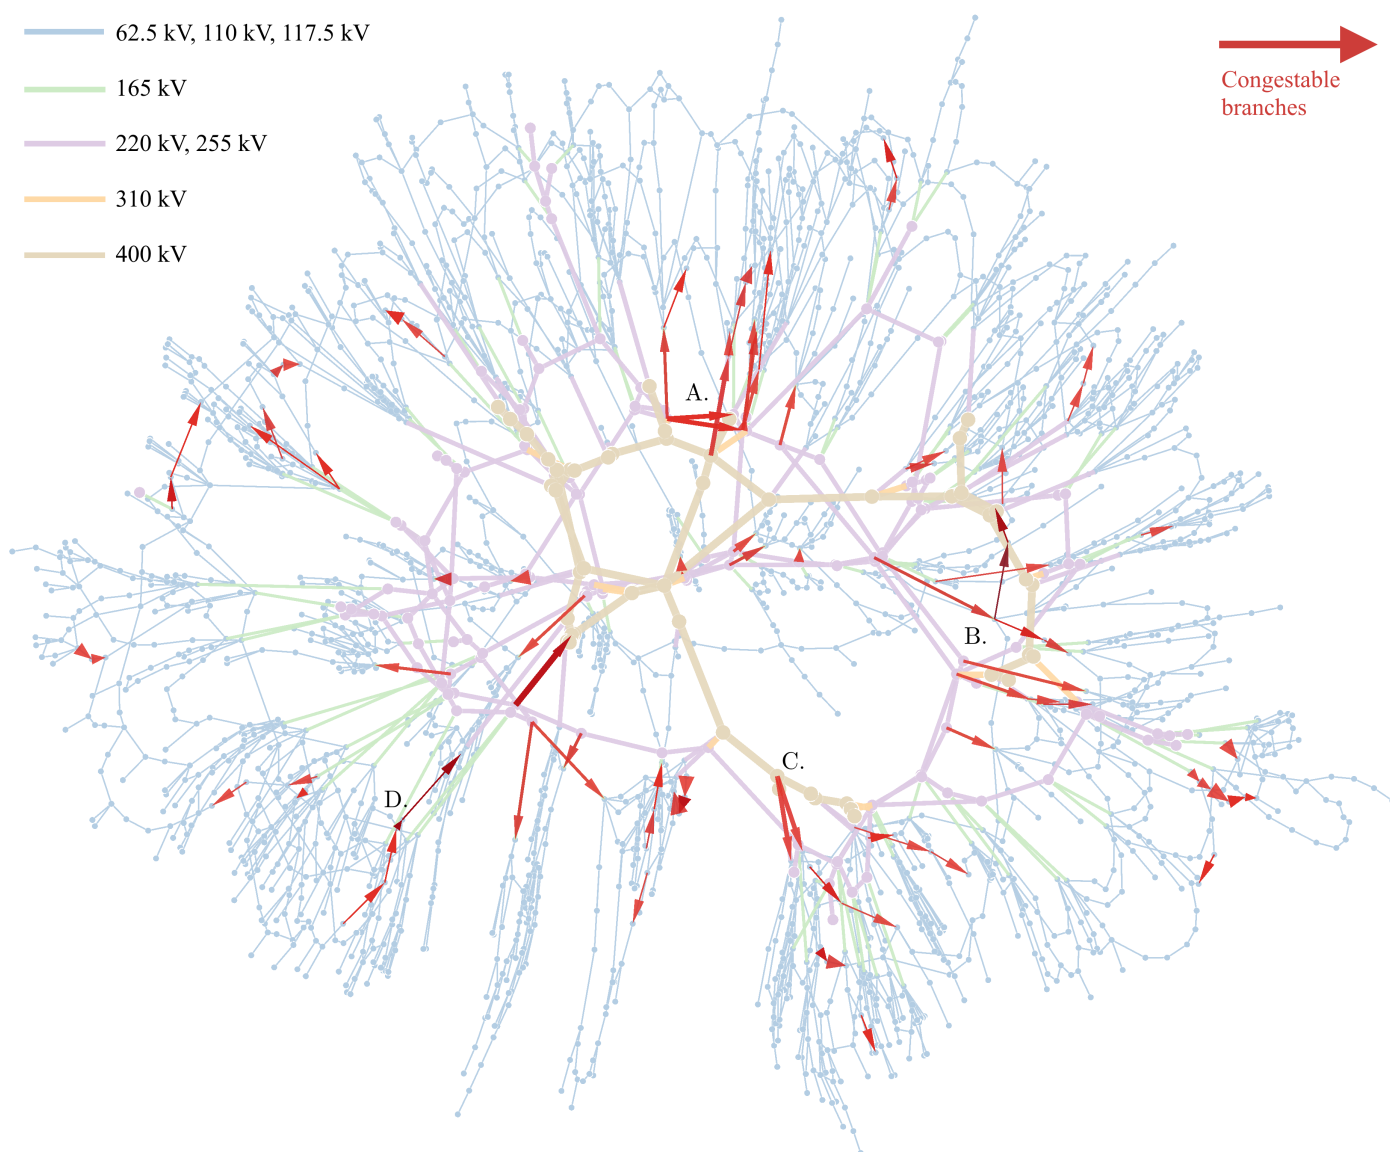 62.5 kV, 110 kV, 117.5 kV
165 kV
220 kV, 255 kV
310 kV
400 kV
Congestable
branches
A.
B.
C.
D.